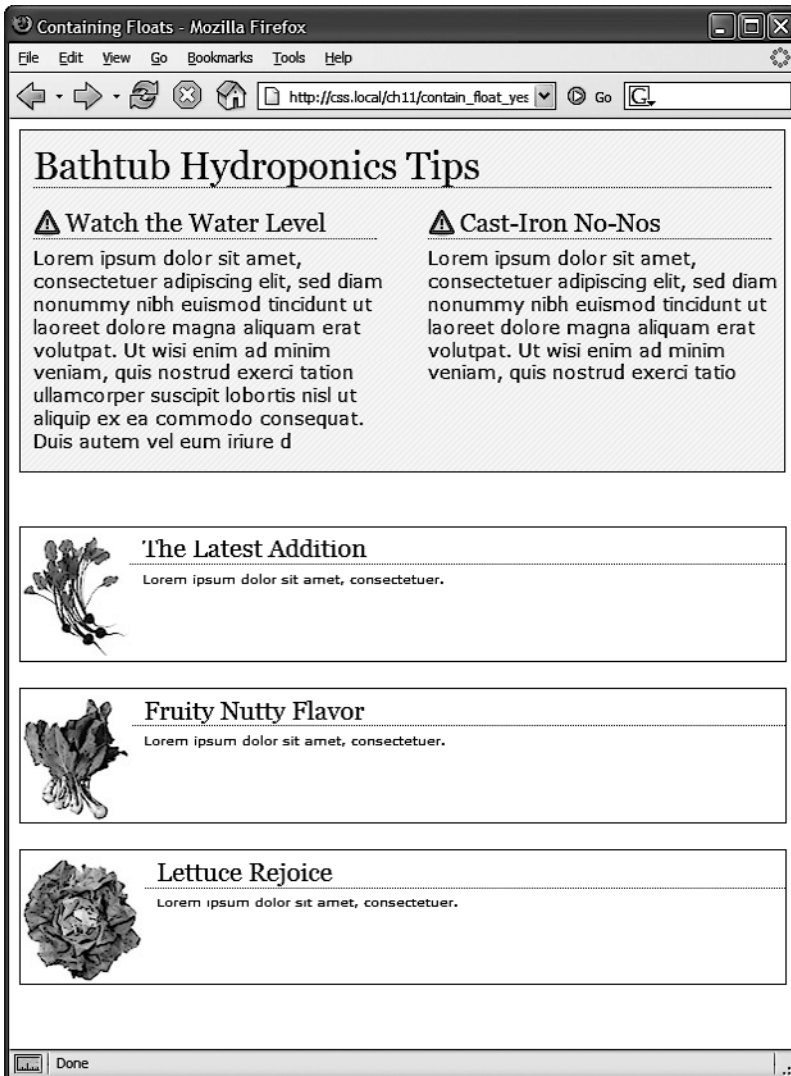 Containing Floats - Mozilla Firefox
File Edit View Go Bookmarks Tools Help
http://css.local/ch11/contain_float_yes Go G
Bathtub Hydroponics Tips
Watch the Water Level
Lorem ipsum dolor sit amet,
consectetuer adipiscing elit, sed diam
nonummy nibh euismod tincidunt ut
laoreet dolore magna aliquam erat
volutpat. Ut wisi enim ad minim
veniam, quis nostrud exerci tation
ullamcorper suscipit lobortis nisl ut
aliquip ex ea commodo consequat.
Duis autem vel eum iriure d
Cast-Iron No-Nos
Lorem ipsum dolor sit amet,
consectetuer adipiscing elit, sed diam
nonummy nibh euismod tincidunt ut
laoreet dolore magna aliquam erat
volutpat. Ut wisi enim ad minim
veniam, quis nostrud exerci tatio
The Latest Addition
Lorem ipsum dolor sit amet, consectetuer.
Fruity Nutty Flavor
Lorem ipsum dolor sit amet, consectetuer.
Lettuce Rejoice
Lorem ipsum dolor sit amet, consectetuer.
Done